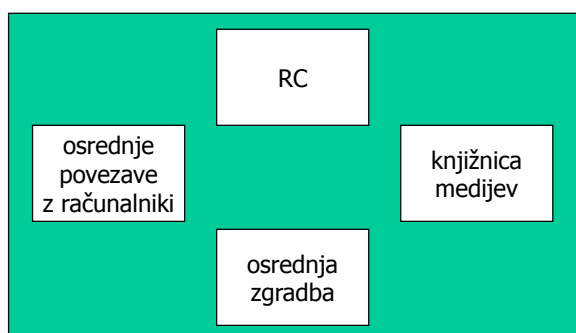 RC
osrednje
povezave
z računalniki
knjižnica
medijev
osrednja
zgradba